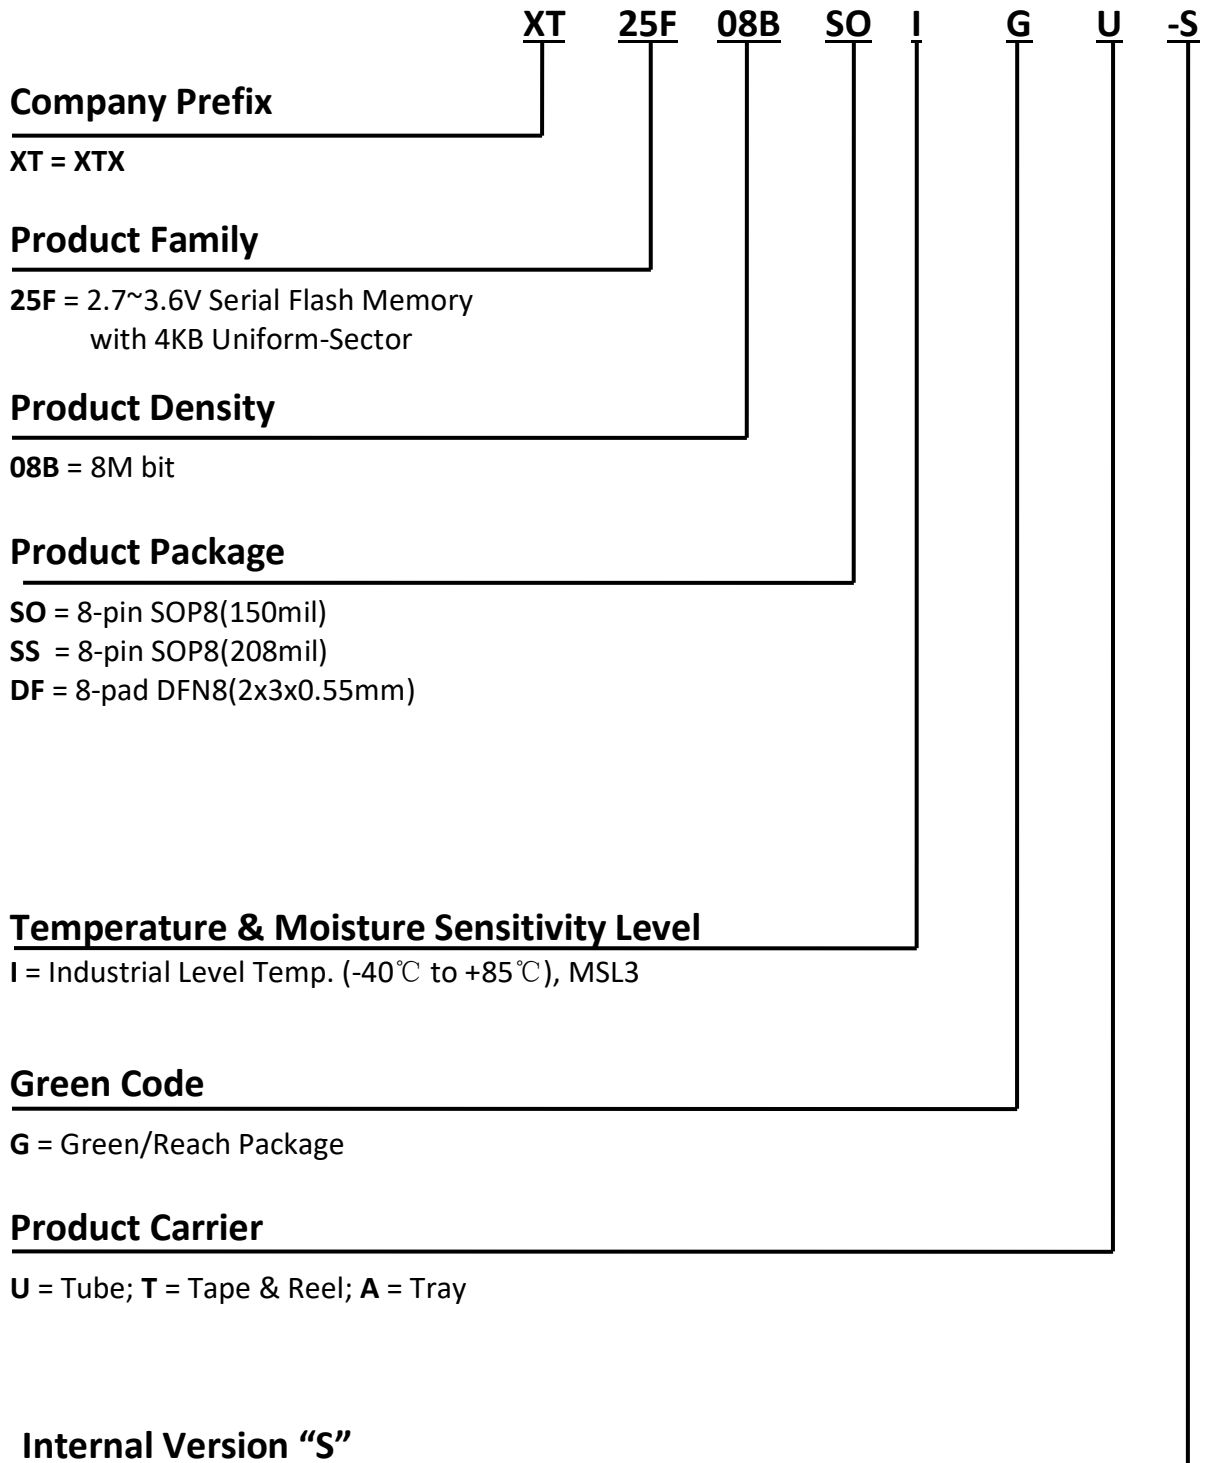 XT 25F 08B SO I G U -S
Company Prefix
XT = XTX
Product Family
25F = 2.7~3.6V Serial Flash Memory
with 4KB Uniform-Sector
Product Density
08B = 8M bit
Product Package
SO = 8-pin SOP8(150mil)
SS = 8-pin SOP8(208mil)
DF = 8-pad DFN8(2x3x0.55mm)
Temperature & Moisture Sensitivity Level
I = Industrial Level Temp. (-40℃ to +85℃), MSL3
Green Code
G = Green/Reach Package
Product Carrier
U = Tube; T = Tape & Reel; A = Tray
Internal Version “S”